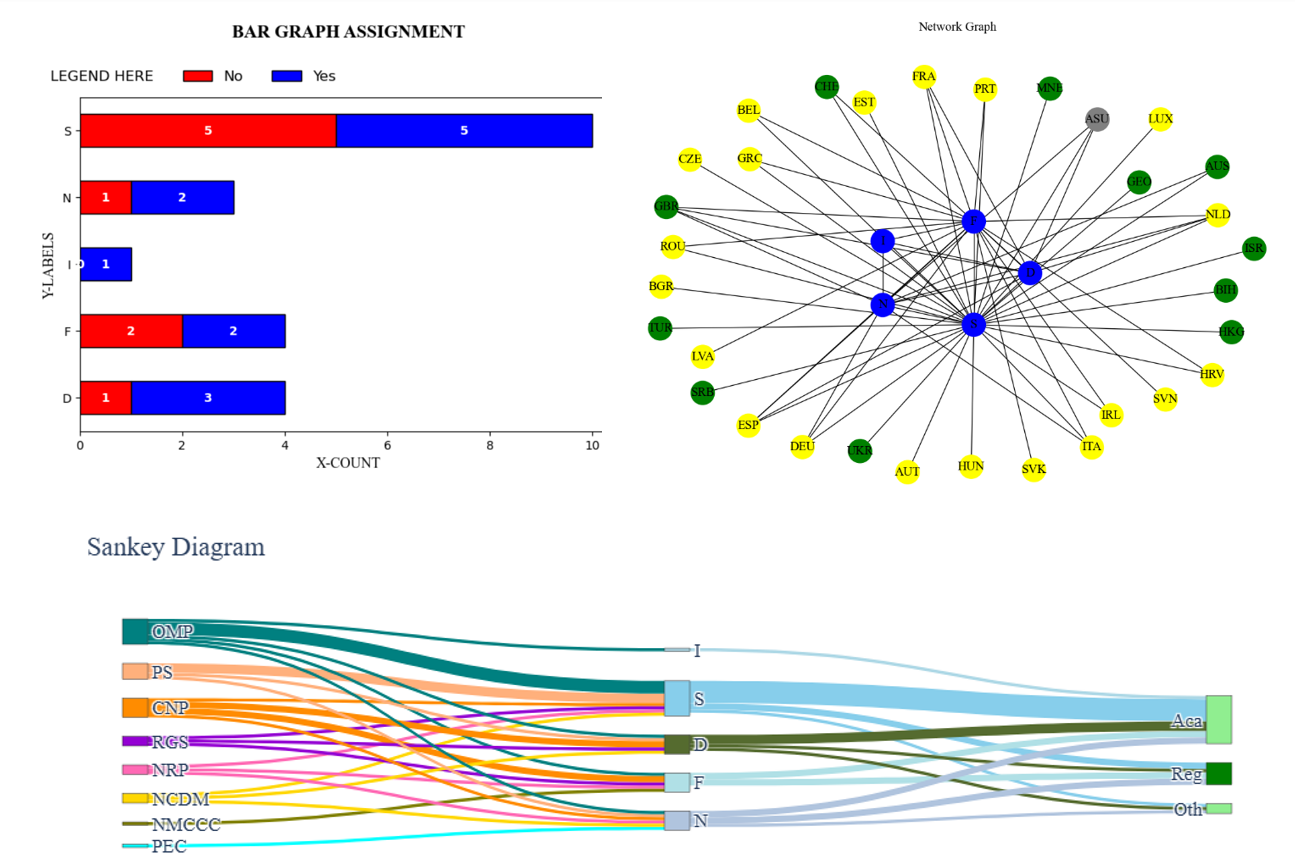 BAR GRAPH ASSIGNMENT
LEGEND HERE No Yes
S 5 5
N 1 2
I 0 1
F 2 2
D 1 3
Y-LABELS
0 2 4 6 8 10
X-COUNT
Network Graph
FRA
CHE
PRT
MNE
EST
BEL
ASU
LUX
CZE
GRC
AUS
GEO
GBR
NLD
F
ROU
I
ISR
D
BGR
BIH
N
TUR
S
HKG
LVA
HRV
SRB
SVN
IRL
ESP
DEU
UKR
ITA
AUT
HUN
SVK
Sankey Diagram
OMP
PS
CNP
RGS
NRP
NCDM
NMCCC
PEC
I
S
D
F
N
Aca
Reg
Oth